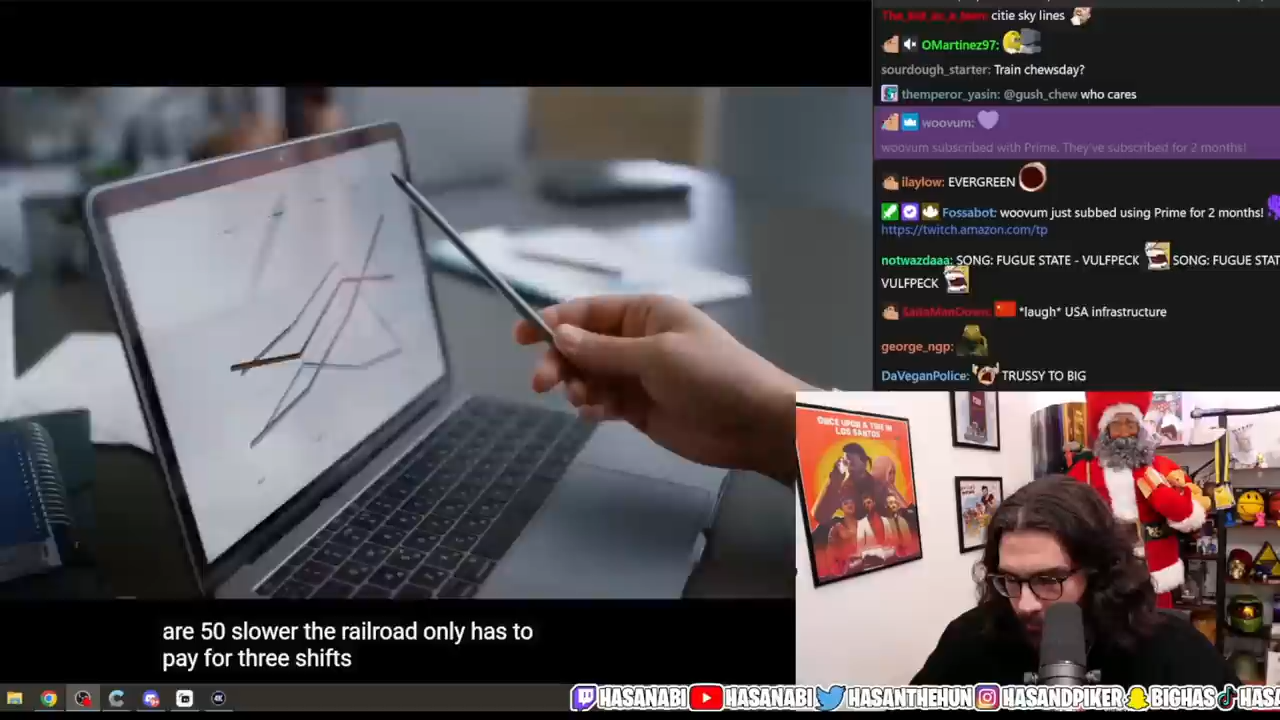 The_kid_as_a_teen: citie sky lines
OMartinez97:
sourdough_starter: Train chewsday?
themperor_yasin: @gush_chew who cares
woovum:
woovum subscribed with Prime. They've subscribed for 2 months!
ilaylow: EVERGREEN
Fossabot: woovum just subbed using Prime for 2 months!
https://twitch.amazon.com/tp
notwazdaaa: SONG: FUGUE STATE - VULFPECK SONG: FUGUE STAT
VULFPECK
*laugh* USA infrastructure
george_ngp:
DaVeganPolice: TRUSSY TO BIG
ONCE UPON A TIME IN
LOS SANTOS
are 50 slower the railroad only has to
pay for three shifts
HASANABI HASANABI HASANTHEHUN HASANDPIKER BIGHAS HASA